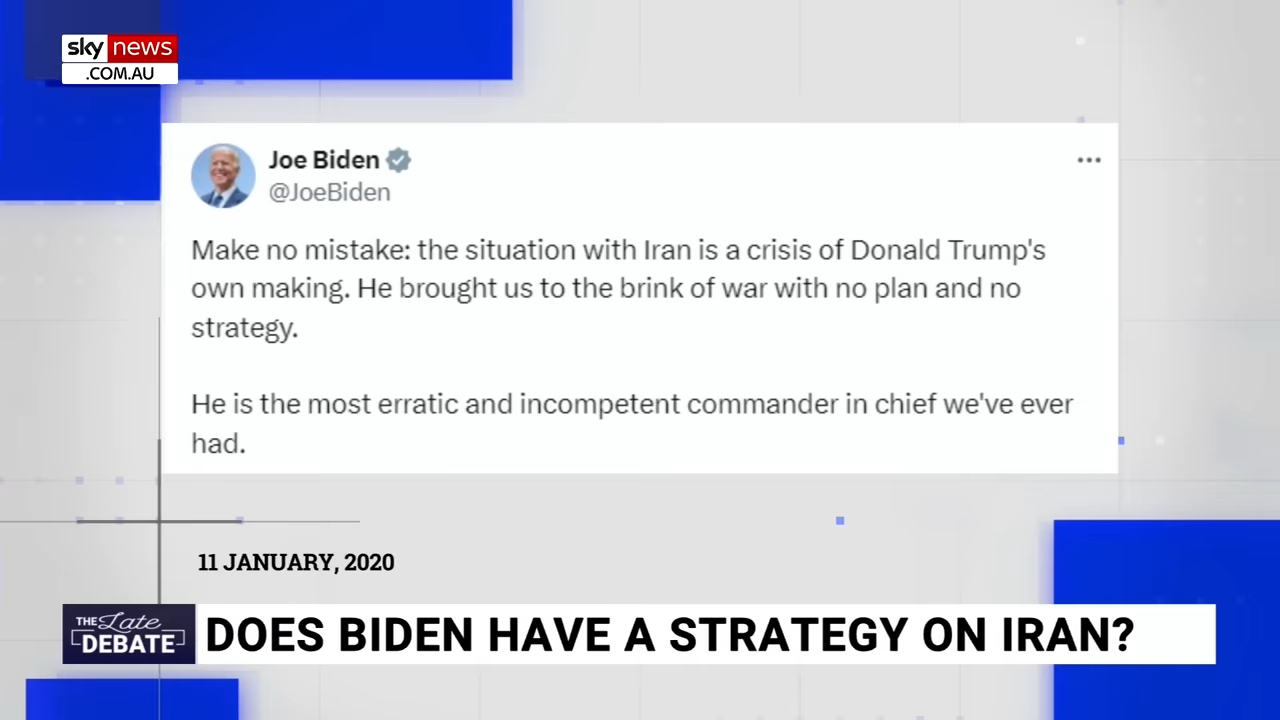 sky news
.COM.AU
Joe Biden
@JoeBiden
Make no mistake: the situation with Iran is a crisis of Donald Trump's
own making. He brought us to the brink of war with no plan and no
strategy.
He is the most erratic and incompetent commander in chief we've ever
had.
11 JANUARY, 2020
THE Late
DEBATE
DOES BIDEN HAVE A STRATEGY ON IRAN?